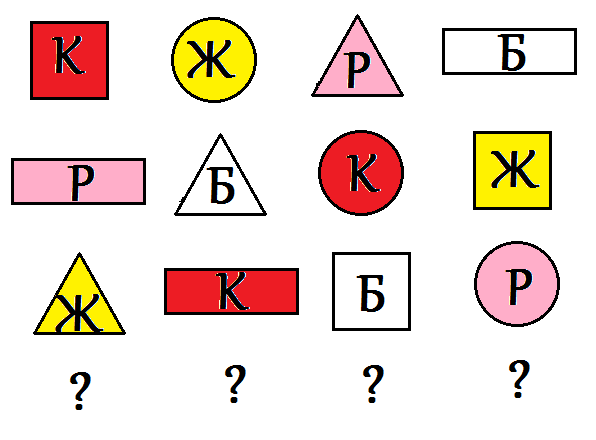 К Ж Р Б
Р Б К Ж
Ж К Б Р
? ? ? ?